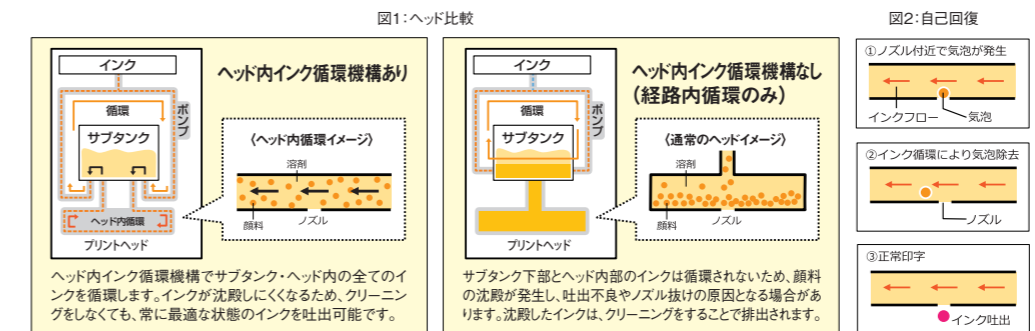 図1：ヘッド比較
インク
循環
ポンプ
サブタンク
ヘッド内循環
プリントヘッド
ヘッド内インク循環機構あり
〈ヘッド内循環イメージ〉
溶剤
顔料
ノズル
ヘッド内インク循環機構でサブタンク・ヘッド内の全てのイ
ンクを循環します。インクが沈殿しにくくなるため、クリーニン
グをしなくても、常に最適な状態のインクを吐出可能です。
インク
循環
ポンプ
サブタンク
プリントヘッド
ヘッド内インク循環機構なし
（経路内循環のみ）
〈通常のヘッドイメージ〉
溶剤
顔料
ノズル
サブタンク下部とヘッド内部のインクは循環されないため、顔料
の沈殿が発生し、吐出不良やノズル抜けの原因となる場合があ
ります。沈殿したインクは、クリーニングをすることで排出されます。
図2：自己回復
①ノズル付近で気泡が発生
インクフロー
気泡
②インク循環により気泡除去
ノズル
③正常印字
インク吐出